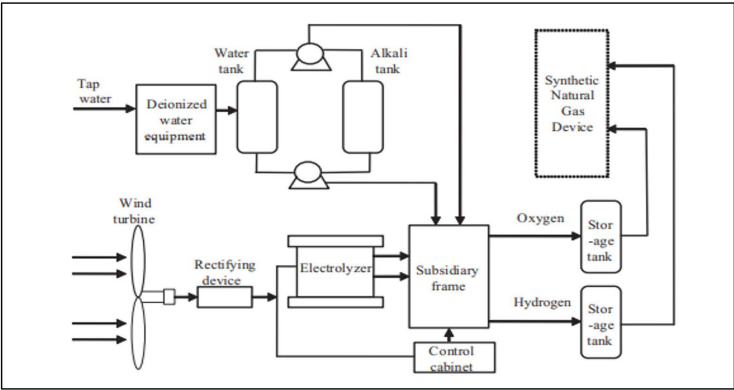 Water
tank
Alkali
tank
Tap
water
Deionized
water
equipment
Synthetic
Natural
Gas
Device
Wind
turbine
Rectifying
device
Electrolyzer
Subsidiary
frame
Oxygen
Stor
-age
tank
Hydrogen
Stor
-age
tank
Control
cabinet